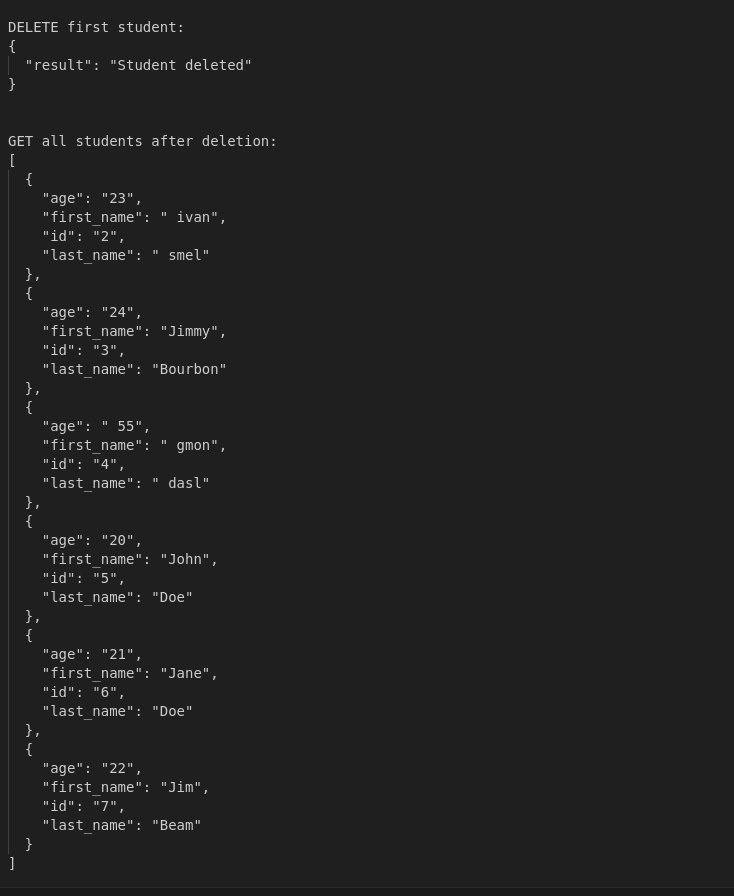 DELETE first student:
{
  "result": "Student deleted"
}

GET all students after deletion:
[
  {
    "age": "23",
    "first_name": " ivan",
    "id": "2",
    "last_name": " smel"
  },
  {
    "age": "24",
    "first_name": "Jimmy",
    "id": "3",
    "last_name": "Bourbon"
  },
  {
    "age": " 55",
    "first_name": " gmon",
    "id": "4",
    "last_name": " dasl"
  },
  {
    "age": "20",
    "first_name": "John",
    "id": "5",
    "last_name": "Doe"
  },
  {
    "age": "21",
    "first_name": "Jane",
    "id": "6",
    "last_name": "Doe"
  },
  {
    "age": "22",
    "first_name": "Jim",
    "id": "7",
    "last_name": "Beam"
  }
]